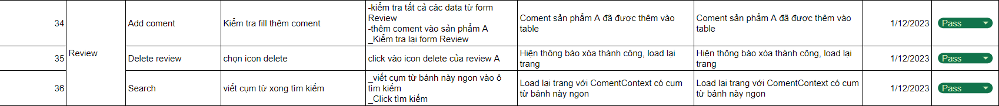 34
Review
Add coment
Kiểm tra fill thêm coment
-kiểm tra tất cả các data từ form
Review
-thêm coment vào sản phẩm A
_Kiểm tra lại form Review
Coment sản phẩm A đã được thêm vào
table
Coment sản phẩm A đã được thêm vào
table
1/12/2023
Pass
35
Delete review
chọn icon delete
click vào icon delete của review A
Hiện thông báo xóa thành công, load lại
trang
Hiện thông báo xóa thành công, load lại
trang
1/12/2023
Pass
36
Search
viết cụm từ xong tìm kiếm
_viết cụm từ bánh này ngon vào ô
tìm kiếm
_Click tìm kiếm
Load lại trang với ComentContext có cụm
từ bánh này ngon
Load lại trang với ComentContext có cụm
từ bánh này ngon
1/12/2023
Pass